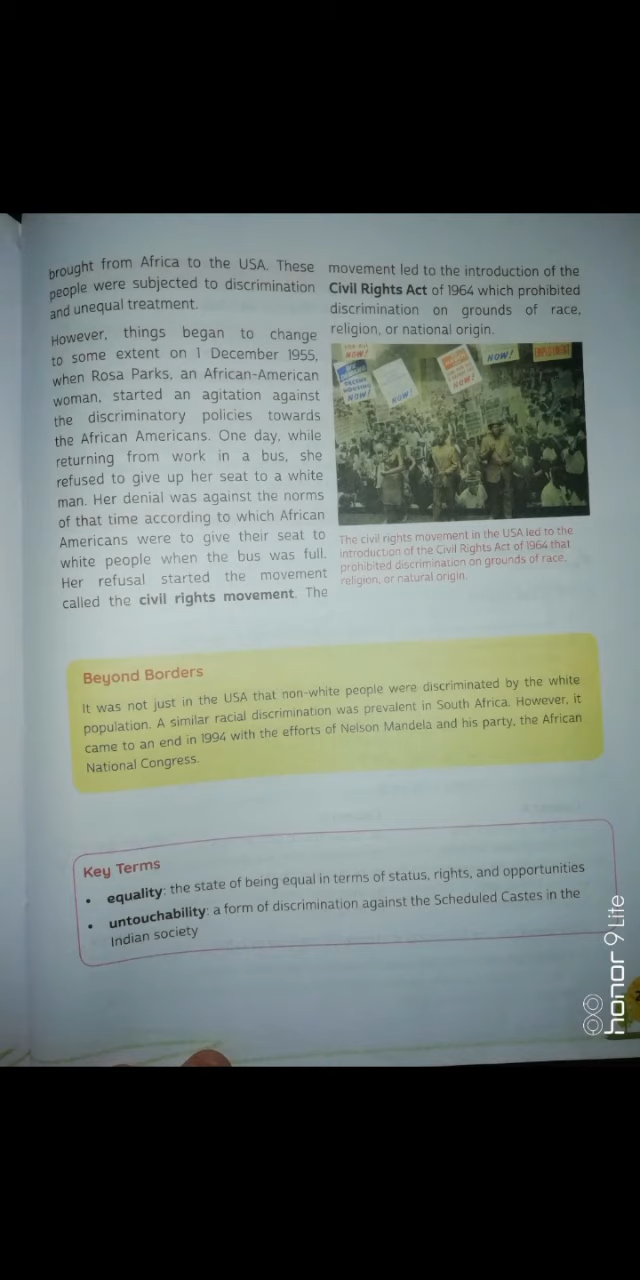 brought from Africa to the USA. These
people were subjected to discrimination
and unequal treatment.
However, things began to change
to some extent on 1 December 1955,
when Rosa Parks, an African-American
woman, started an agitation against
the discriminatory policies towards
the African Americans. One day, while
returning from work in a bus, she
refused to give up her seat to a white
man. Her denial was against the norms
of that time according to which African
Americans were to give their seat to
white people when the bus was full.
Her refusal started the movement
called the civil rights movement. The
movement led to the introduction of the
Civil Rights Act of 1964 which prohibited
discrimination on grounds of race,
religion, or national origin.
NOW!
NOW!
NOW!
NOW!
NOW!
The civil rights movement in the USA led to the
introduction of the Civil Rights Act of 1964 that
prohibited discrimination on grounds of race,
religion, or natural origin.
Beyond Borders
It was not just in the USA that non-white people were discriminated by the white
population. A similar racial discrimination was prevalent in South Africa. However, it
came to an end in 1994 with the efforts of Nelson Mandela and his party, the African
National Congress.
Key Terms
• equality: the state of being equal in terms of status, rights, and opportunities
• untouchability: a form of discrimination against the Scheduled Castes in the
Indian society
honor 9 Lite
2